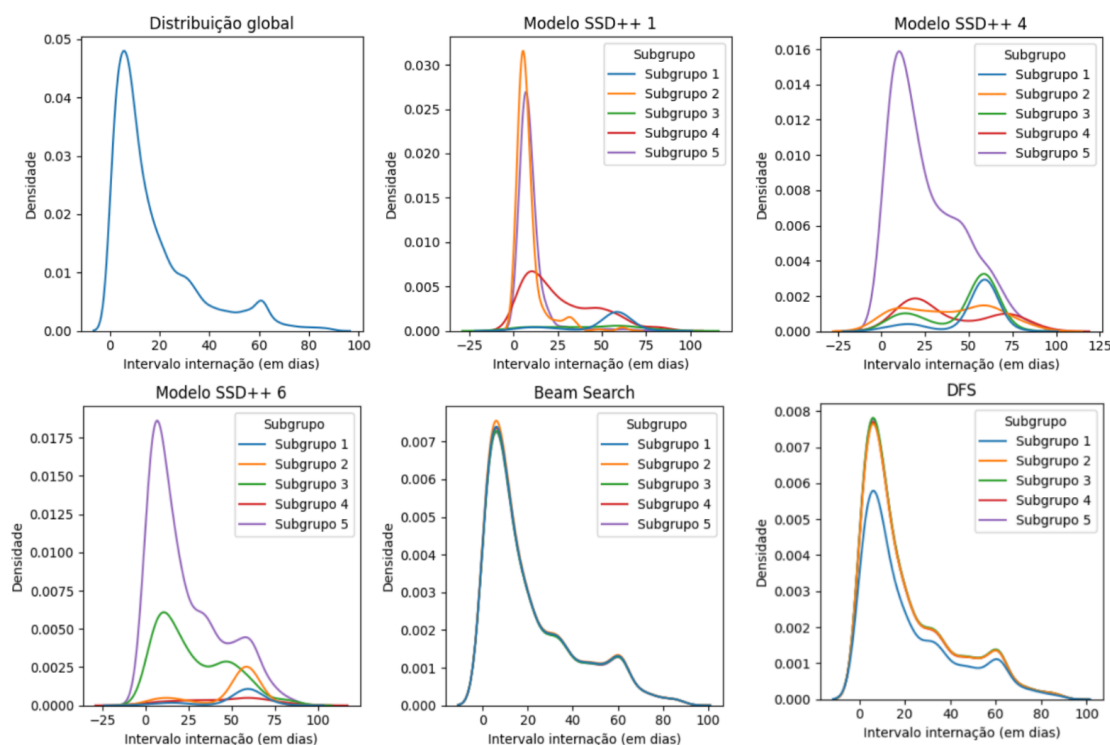 Distribuição global
0.05
0.04
0.03
0.02
0.01
0.00
Densidade
0
20
40
60
80
100
Intervalo internação (em dias)
Modelo SSD++ 1
0.030
0.025
0.020
0.015
0.010
0.005
0.000
Densidade
Subgrupo
Subgrupo 1
Subgrupo 2
Subgrupo 3
Subgrupo 4
Subgrupo 5
−25
0
25
50
75
100
Intervalo internação (em dias)
Modelo SSD++ 4
0.016
0.014
0.012
0.010
0.008
0.006
0.004
0.002
0.000
Densidade
Subgrupo
Subgrupo 1
Subgrupo 2
Subgrupo 3
Subgrupo 4
Subgrupo 5
−25
0
25
50
75
100
125
Intervalo internação (em dias)
Modelo SSD++ 6
0.0175
0.0150
0.0125
0.0100
0.0075
0.0050
0.0025
0.0000
Densidade
Subgrupo
Subgrupo 1
Subgrupo 2
Subgrupo 3
Subgrupo 4
Subgrupo 5
−25
0
25
50
75
100
Intervalo internação (em dias)
Beam Search
0.007
0.006
0.005
0.004
0.003
0.002
0.001
0.000
Densidade
Subgrupo
Subgrupo 1
Subgrupo 2
Subgrupo 3
Subgrupo 4
Subgrupo 5
0
20
40
60
80
100
Intervalo internação (em dias)
DFS
0.008
0.007
0.006
0.005
0.004
0.003
0.002
0.001
0.000
Densidade
Subgrupo
Subgrupo 1
Subgrupo 2
Subgrupo 3
Subgrupo 4
Subgrupo 5
0
20
40
60
80
100
Intervalo internação (em dias)